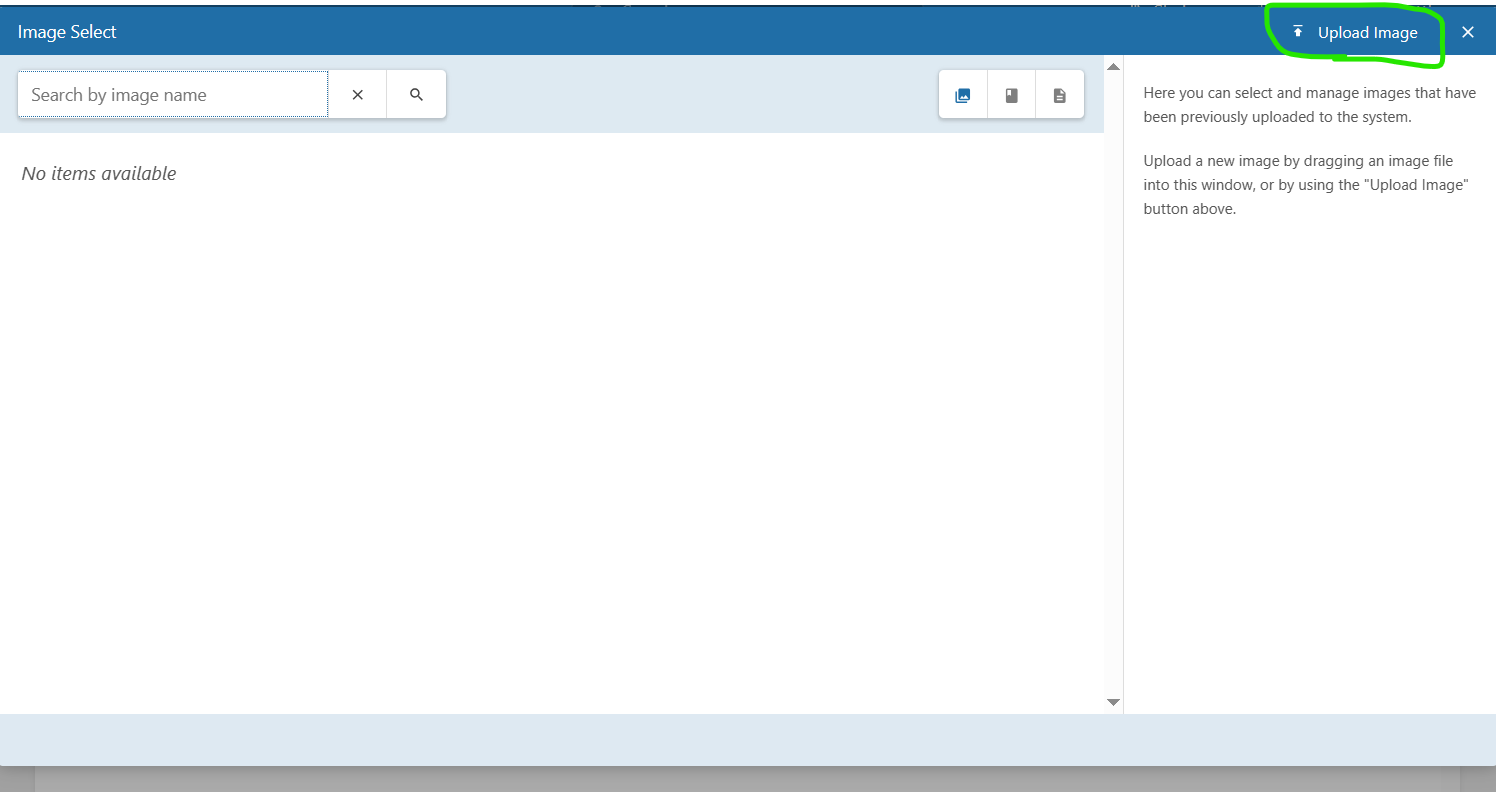 Image Select
Upload Image
Search by image name
No items available
Here you can select and manage images that have
been previously uploaded to the system.
Upload a new image by dragging an image file
into this window, or by using the "Upload Image"
button above.